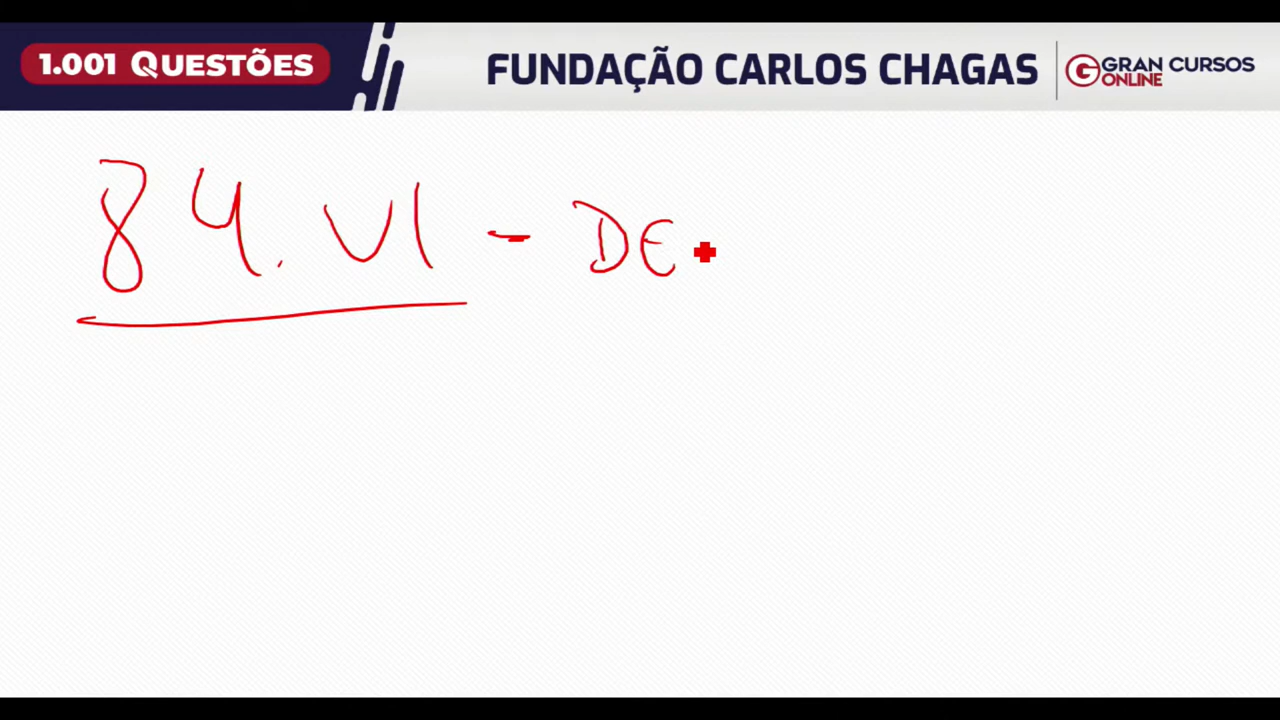 1.001 QUESTÕES
FUNDAÇÃO CARLOS CHAGAS
GRAN CURSOS
ONLINE
84. VI - DE